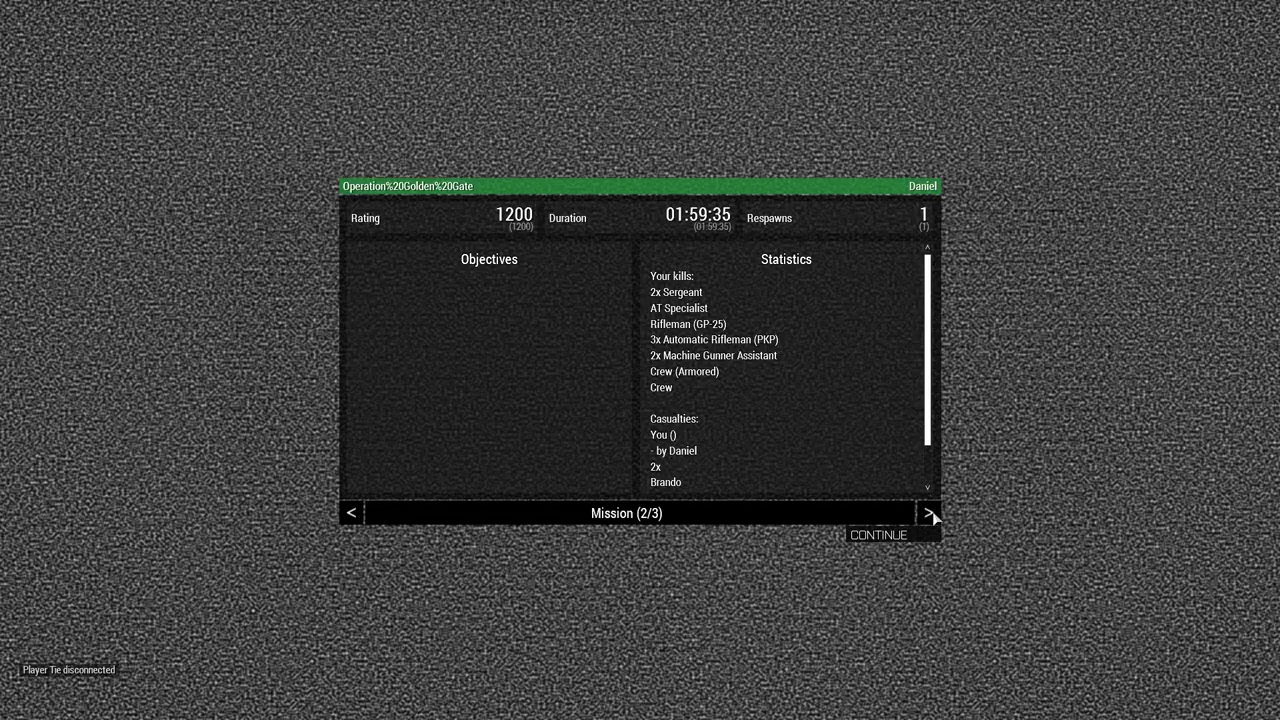 Operation%20Golden%20Gate Daniel
Rating 1200 Duration 01:59:35 Respawns 1
(1200) (01:59:35) (1)
Objectives Statistics
Your kills:
2x Sergeant
AT Specialist
Rifleman (GP-25)
3x Automatic Rifleman (PKP)
2x Machine Gunner Assistant
Crew (Armored)
Crew
Casualties:
You ()
- by Daniel
2x
Brando
< Mission (2/3) >
CONTINUE
Player Tie disconnected